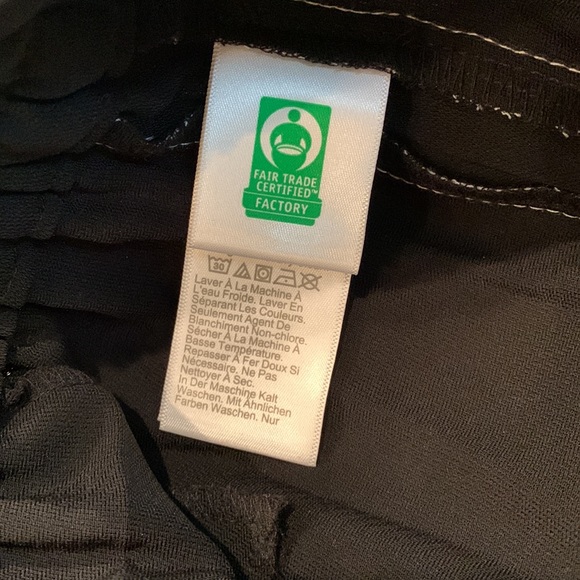 FAIR TRADE
CERTIFIED™
FACTORY
30
Laver À La Machine À
L'eau Froide. Laver En
Séparant Les Couleurs.
Seulement Agent De
Blanchiment Non-chlore.
Sécher À La Machine À
Basse Température.
Repasser À Fer Doux Si
Nécessaire. Ne Pas
Nettoyer À Sec.
In Der Maschine Kalt
Waschen. Mit Ähnlichen
Farben Waschen. Nur